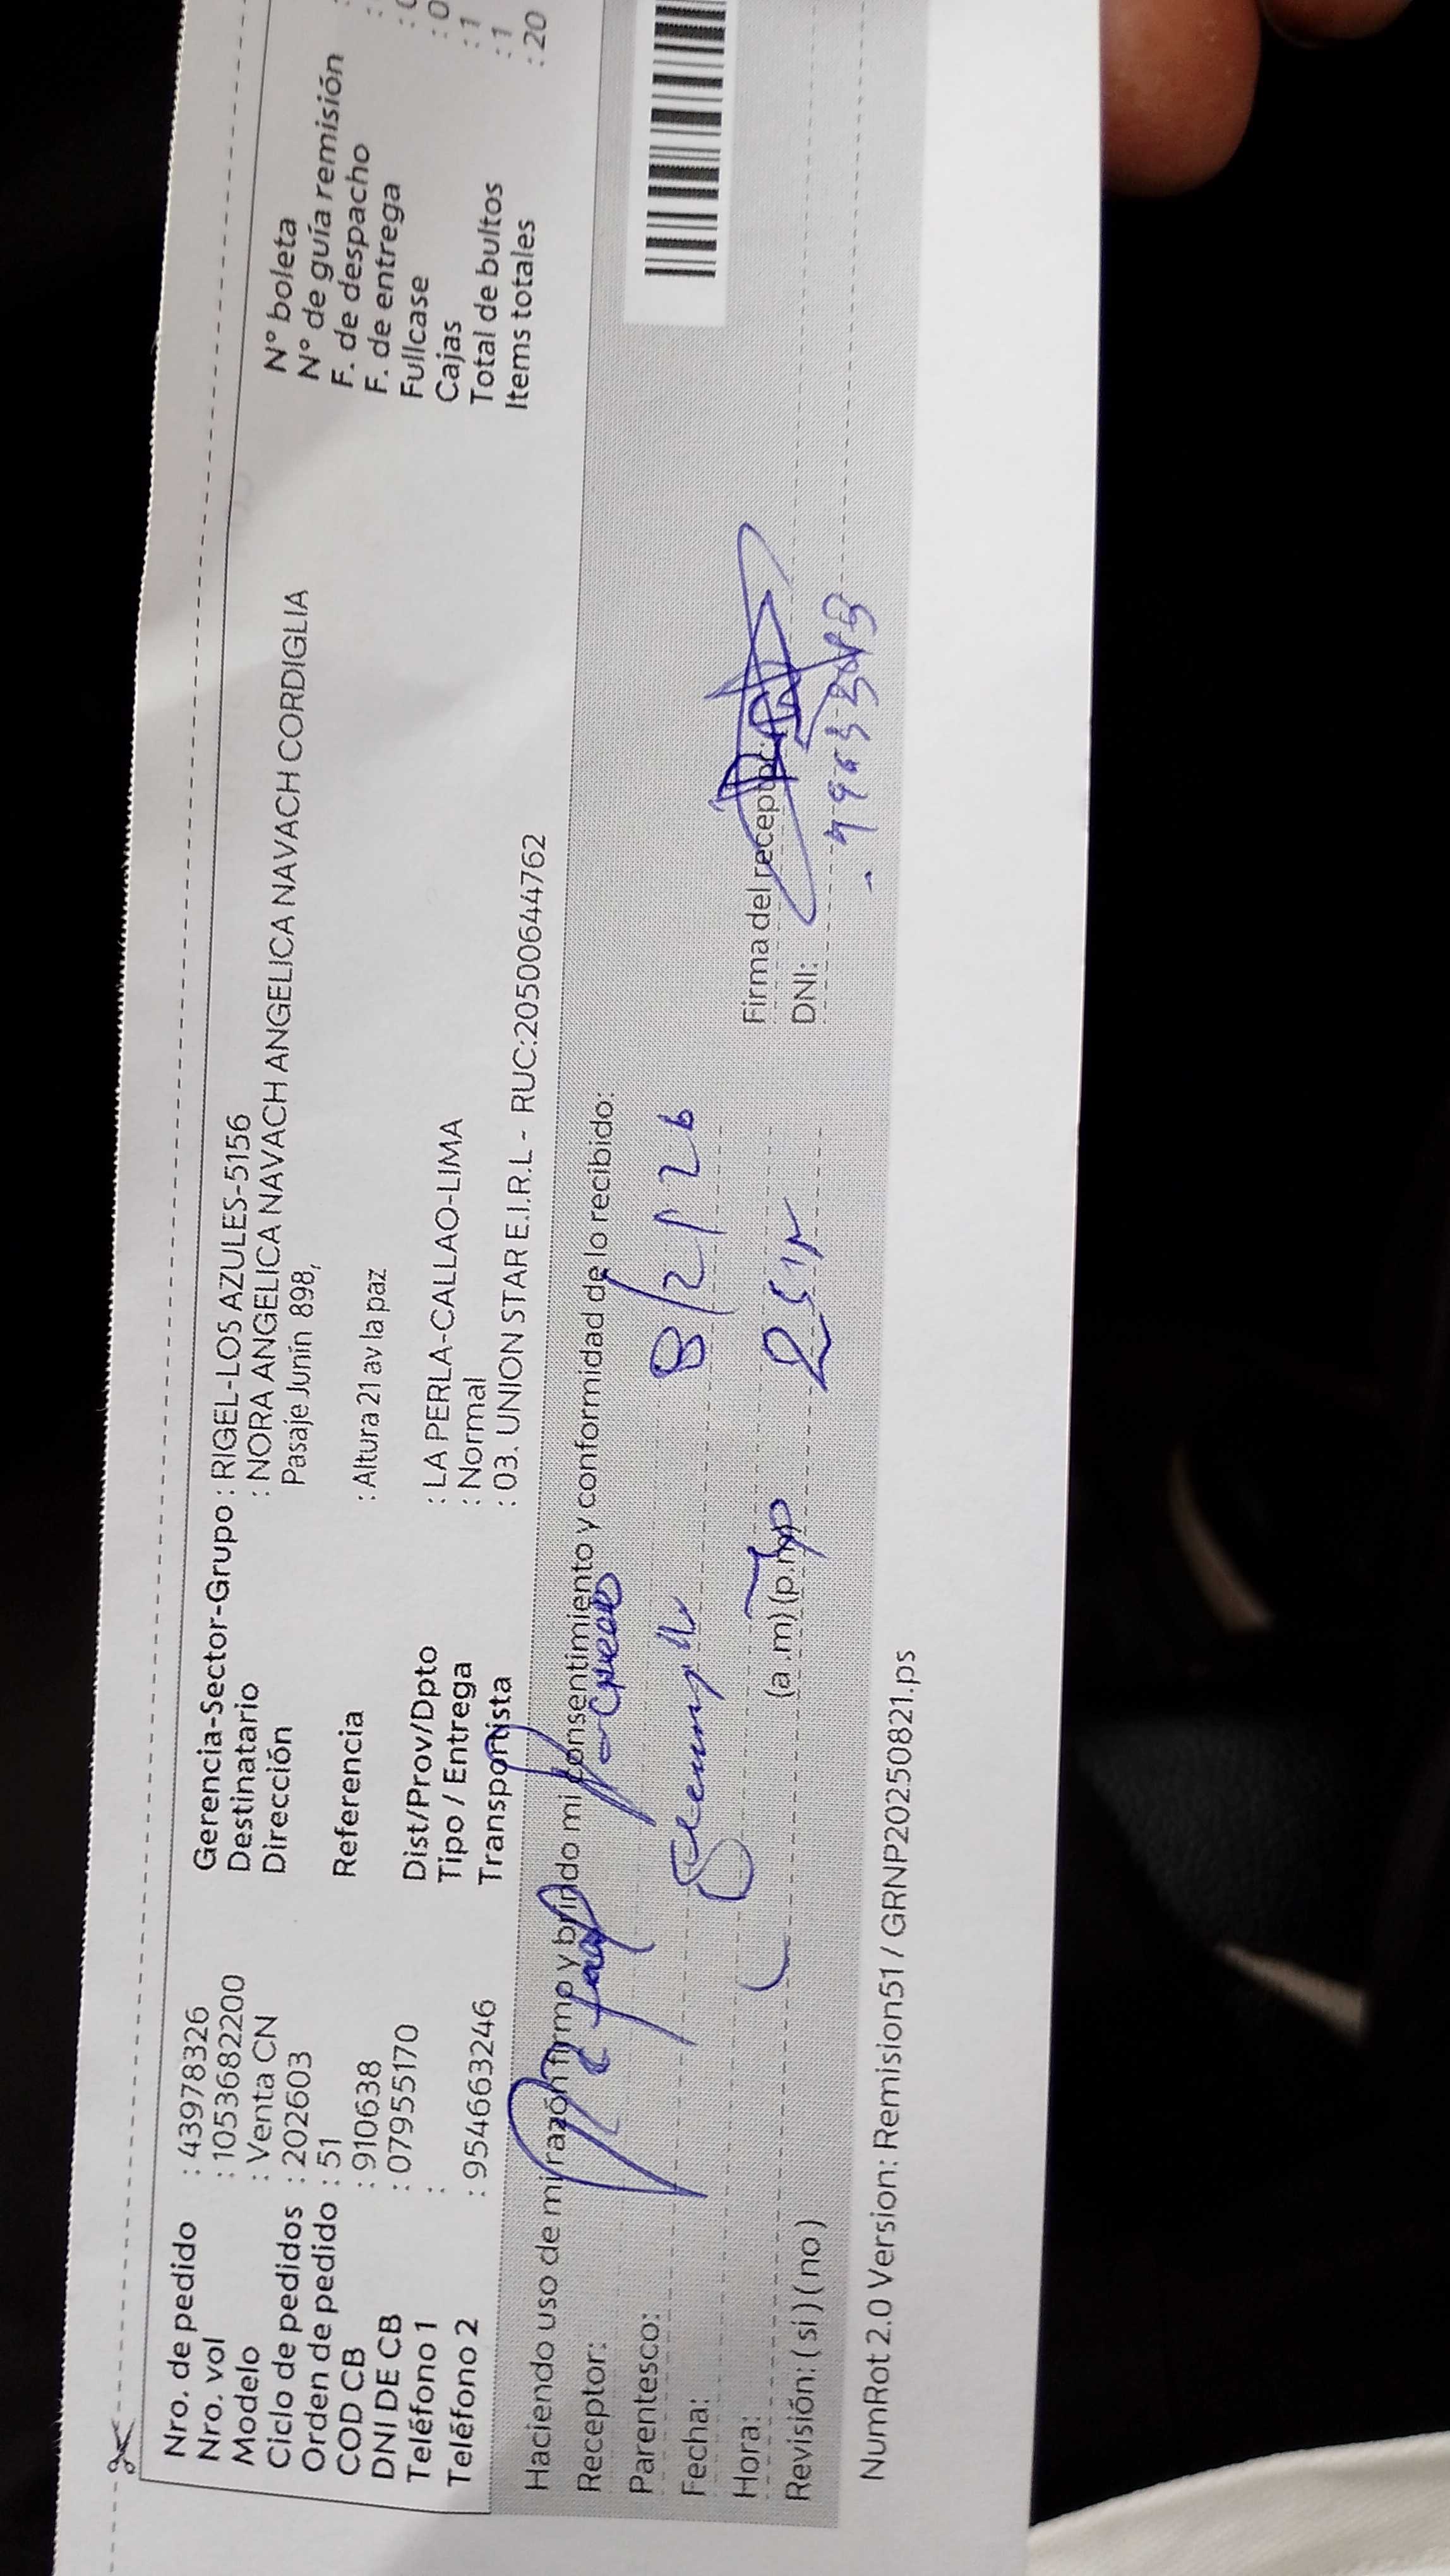 Nro. de pedido : 43978326
Nro. vol : 1053682200
Modelo : Venta CN
Ciclo de pedidos : 202603
Orden de pedido : 51
COD CB : 910638
DNI DE CB : 07955170
Teléfono 1 :
Teléfono 2 : 954663246
Gerencia-Sector-Grupo : RIGEL-LOS AZULES-5156
Destinatario : NORA ANGELICA NAVACH ANGELICA NAVACH CORDIGLIA
Dirección Pasaje Junín 898,
Referencia : Altura 21 av la paz
Dist/Prov/Dpto : LA PERLA-CALLAO-LIMA
Tipo / Entrega : Normal
Transportista : 03. UNION STAR E.I.R.L - RUC:20500644762
N° boleta :
N° de guía remisión :
F. de despacho
F. de entrega
Fullcase : 0
Cajas : 1
Total de bultos : 1
Items totales : 20
Haciendo uso de mi razón firmo y brindo mi consentimiento y conformidad de lo recibido:
Receptor:
Parentesco:
Fecha: 8/2/26
Hora: (a.m) (p.m)
Revisión: ( si ) ( no )
Firma del receptor:
DNI:
NumRot 2.0 Version: Remision51 / GRNP20250821.ps